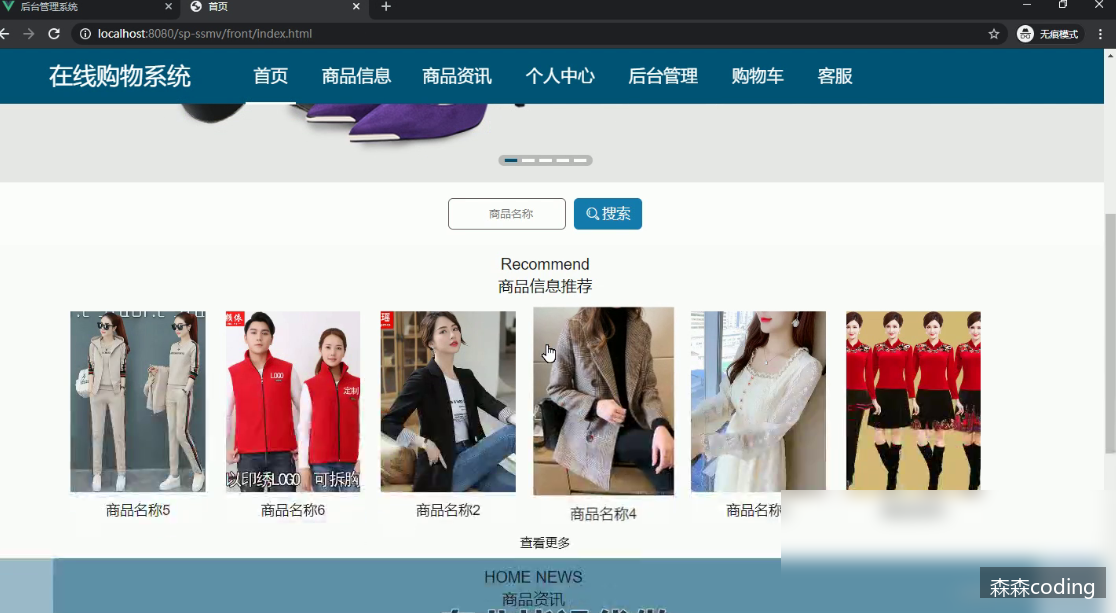 后台管理系统
首页
localhost:8080/sp-ssmv/front/index.html
无痕模式
在线购物系统
首页
商品信息
商品资讯
个人中心
后台管理
购物车
客服
商品名称
搜索
Recommend
商品信息推荐
LOGO
定制
以印绣LOGO 可拆胸
商品名称5
商品名称6
商品名称2
商品名称4
商品名称
查看更多
HOME NEWS
商品资讯
森森coding